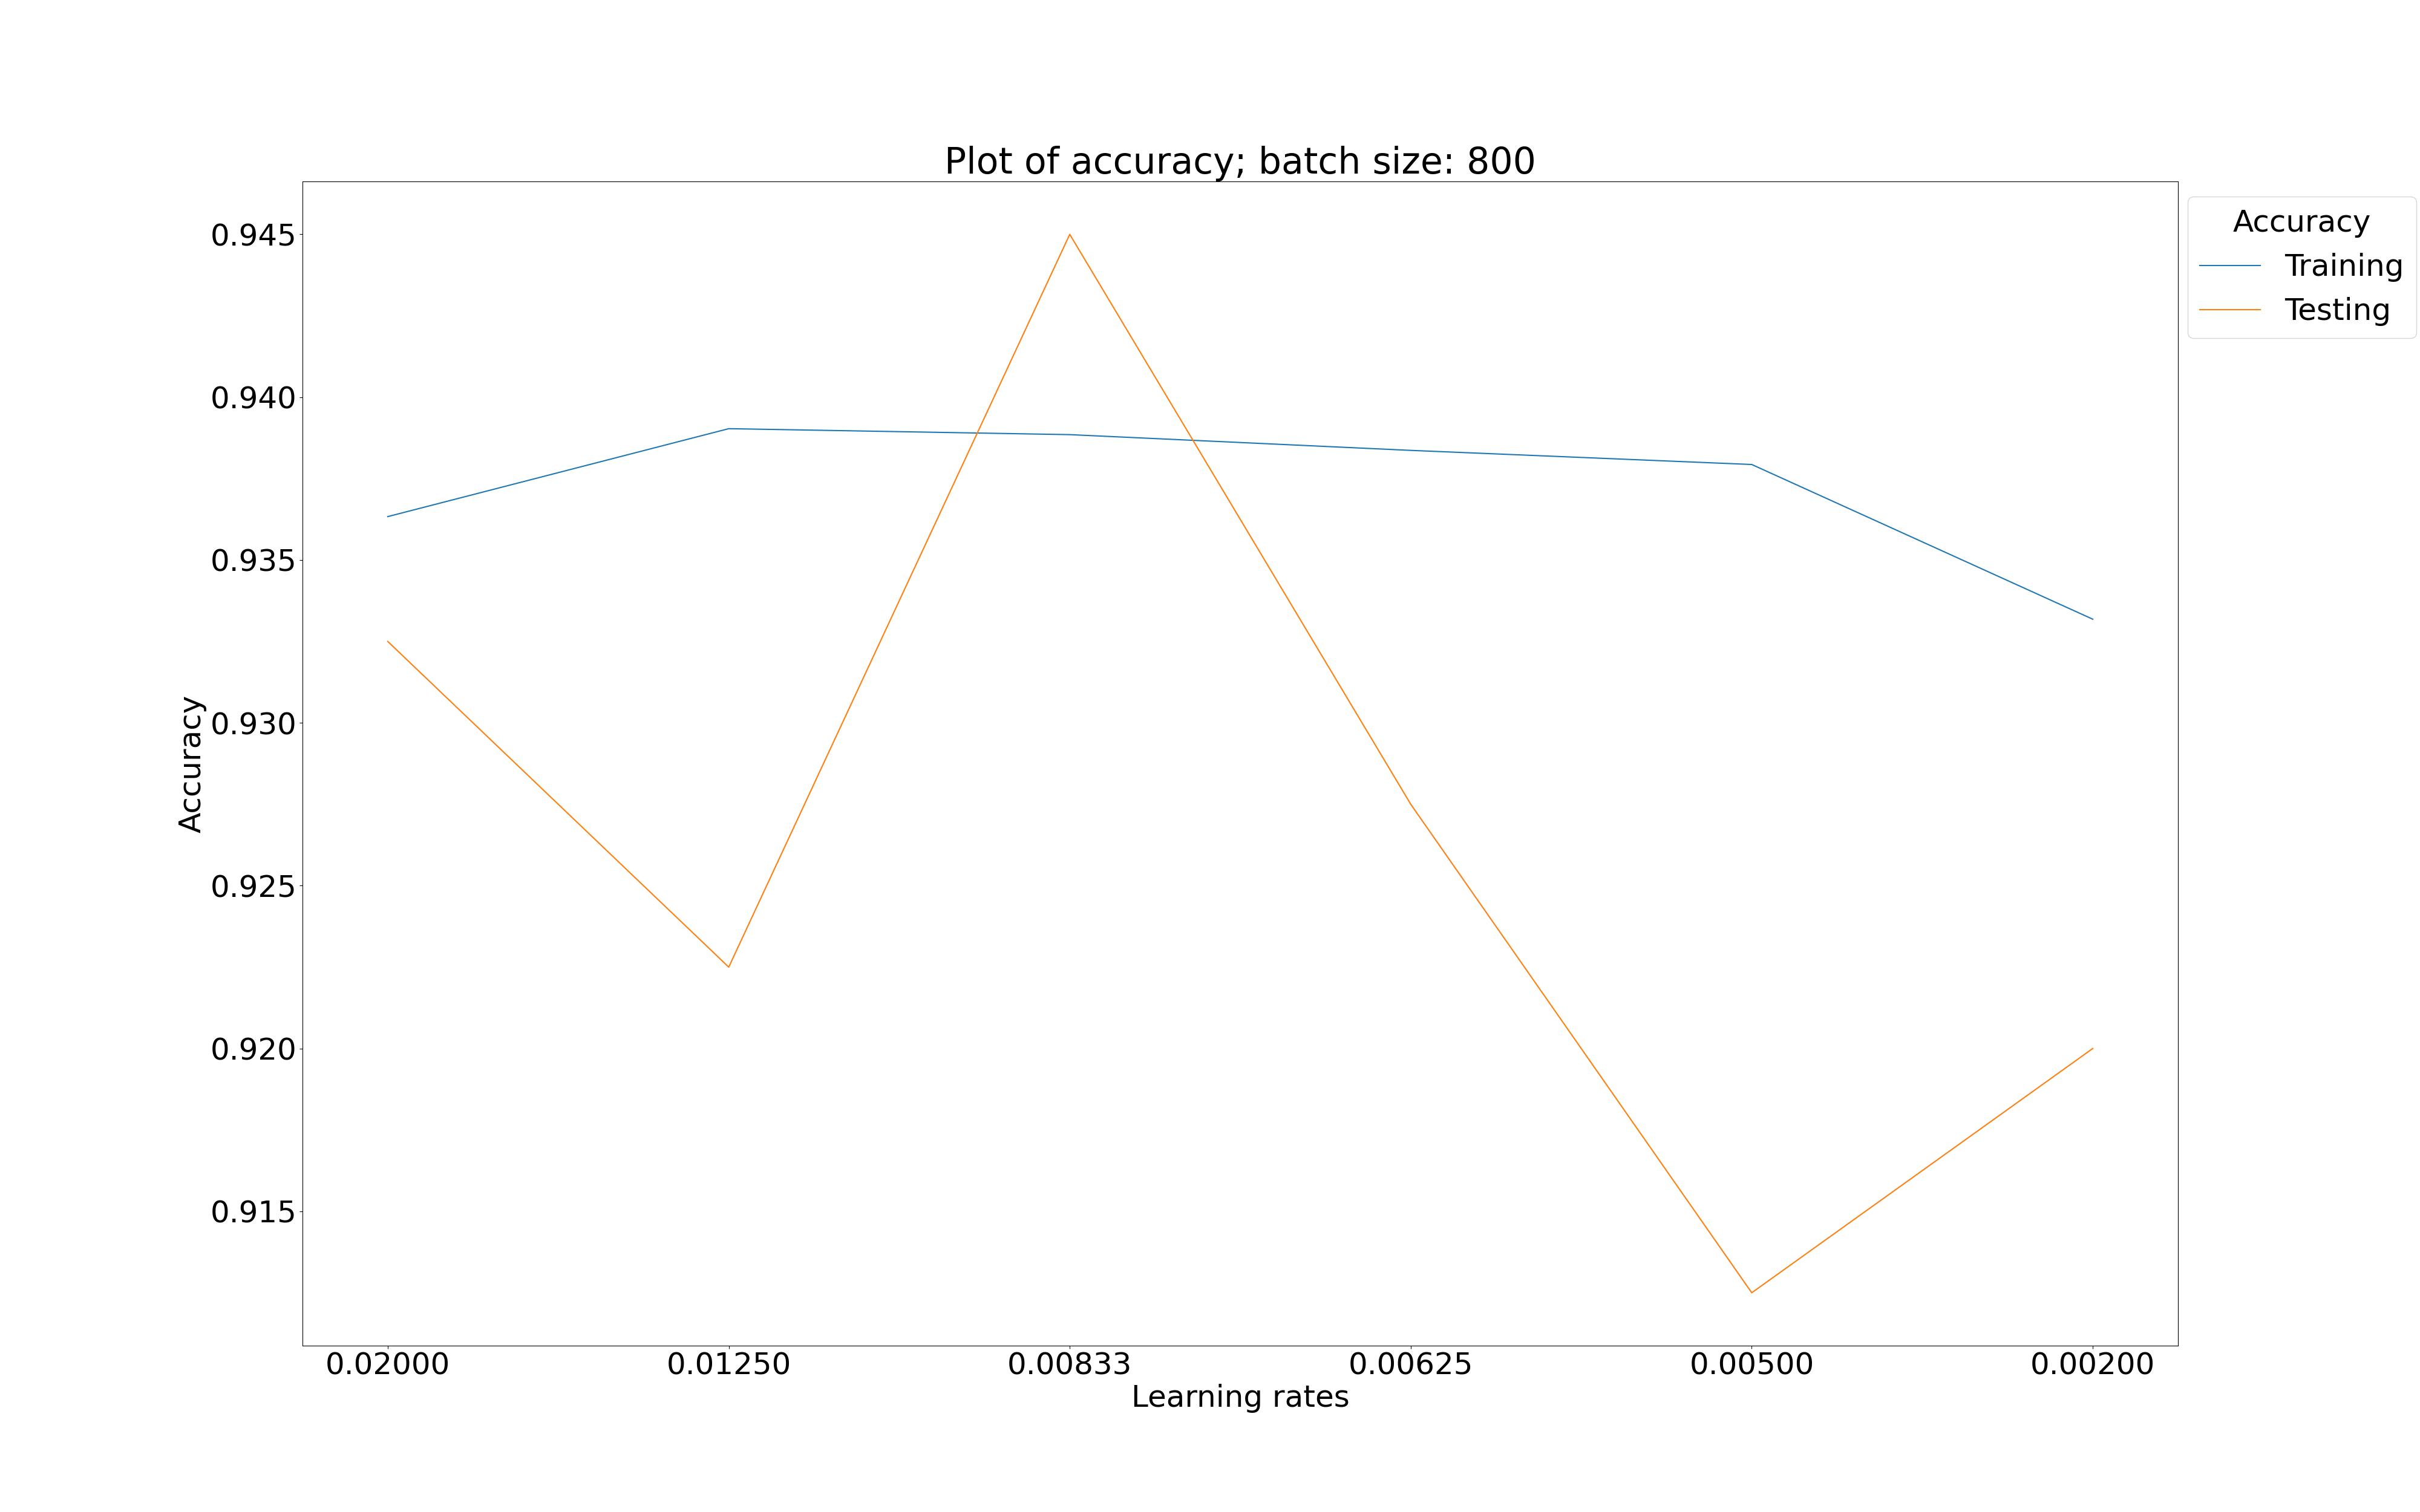 Plot of accuracy; batch size: 800
Accuracy
Training
Testing
0.945
0.940
0.935
0.930
0.925
0.920
0.915
Accuracy
0.02000 0.01250 0.00833 0.00625 0.00500 0.00200
Learning rates